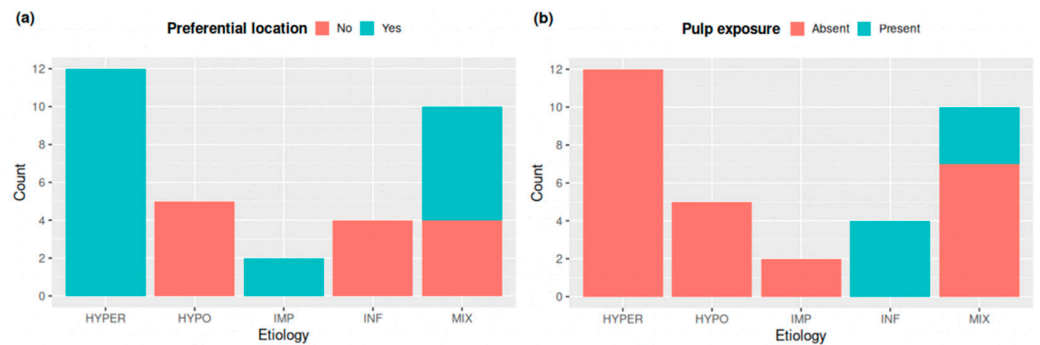 (a)
Preferential location No Yes
12
10
8
6
4
2
0
Count
HYPER HYPO IMP INF MIX
Etiology
(b)
Pulp exposure Absent Present
12
10
8
6
4
2
0
Count
HYPER HYPO IMP INF MIX
Etiology